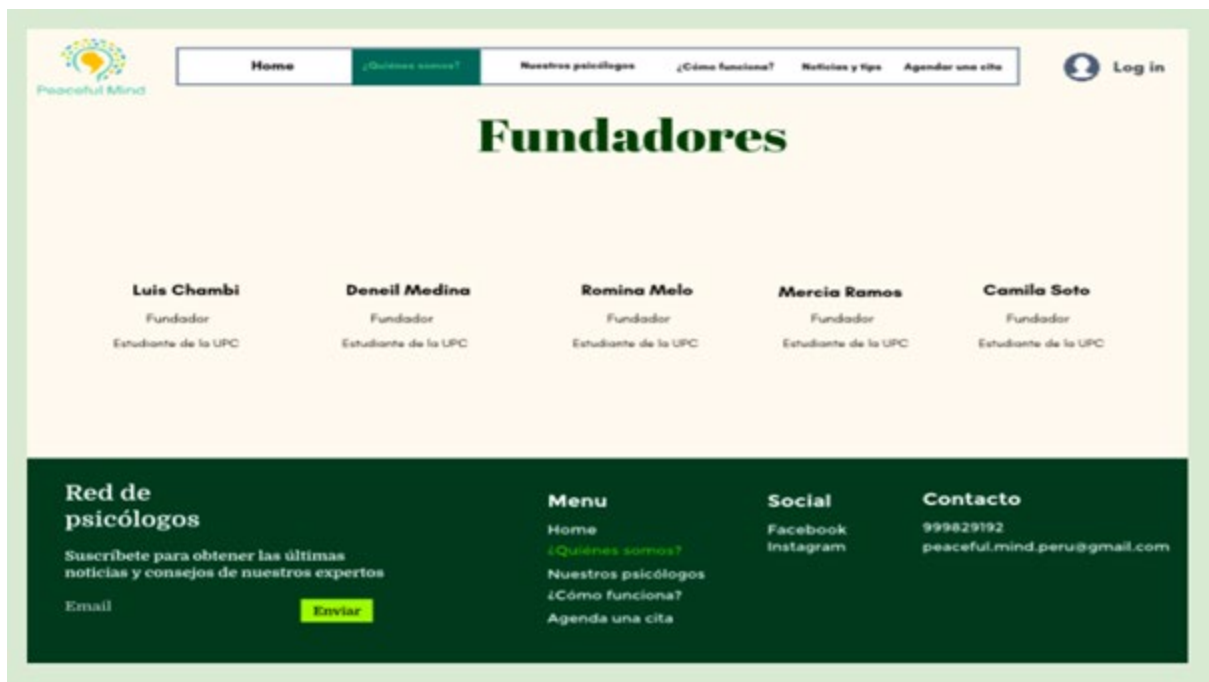 Peaceful Mind
Home ¿Quiénes somos? Nuestros psicólogos ¿Cómo funciona? Noticias y tips Agendar una cita
Log in
Fundadores
Luis Chambi
Fundador
Estudiante de la UPC
Deneil Medina
Fundador
Estudiante de la UPC
Romina Melo
Fundador
Estudiante de la UPC
Mercia Ramos
Fundador
Estudiante de la UPC
Camila Soto
Fundador
Estudiante de la UPC
Red de
psicólogos
Suscríbete para obtener las últimas
noticias y consejos de nuestros expertos
Email
Enviar
Menu
Home
¿Quiénes somos?
Nuestros psicólogos
¿Cómo funciona?
Agenda una cita
Social
Facebook
Instagram
Contacto
999829192
peaceful.mind.peru@gmail.com